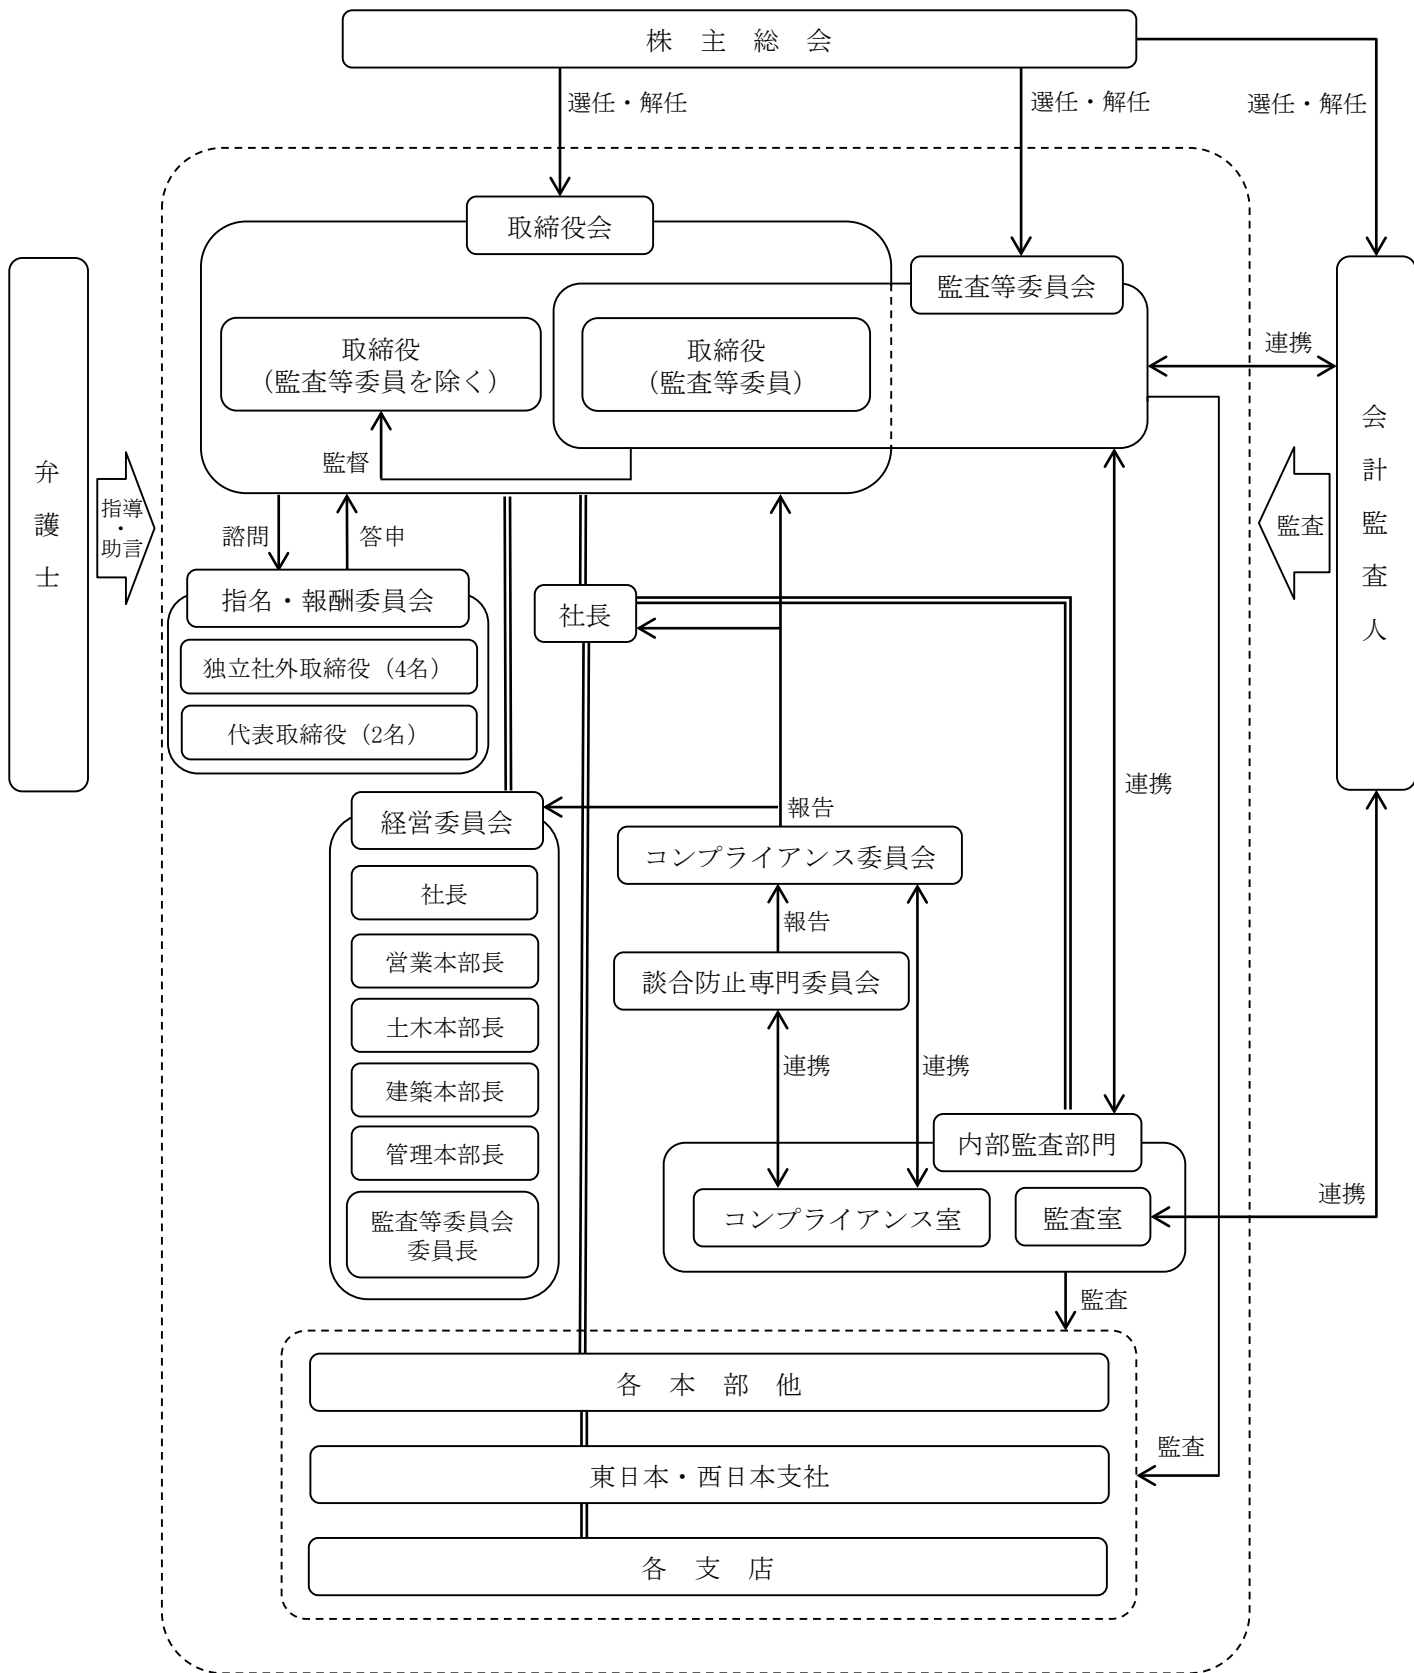 株 主 総 会
選任・解任
選任・解任
選任・解任
取締役会
監査等委員会
取締役
(監査等委員を除く)
取締役
(監査等委員)
連携
監督
弁護士
指導
・
助言
会計監査人
監査
諮問
答申
指名・報酬委員会
独立社外取締役 (4名)
代表取締役 (2名)
社長
連携
報告
経営委員会
コンプライアンス委員会
社長
報告
営業本部長
談合防止専門委員会
土木本部長
連携
連携
建築本部長
管理本部長
内部監査部門
監査等委員会
委員長
コンプライアンス室
監査室
連携
監査
各 本 部 他
東日本・西日本支社
監査
各 支 店